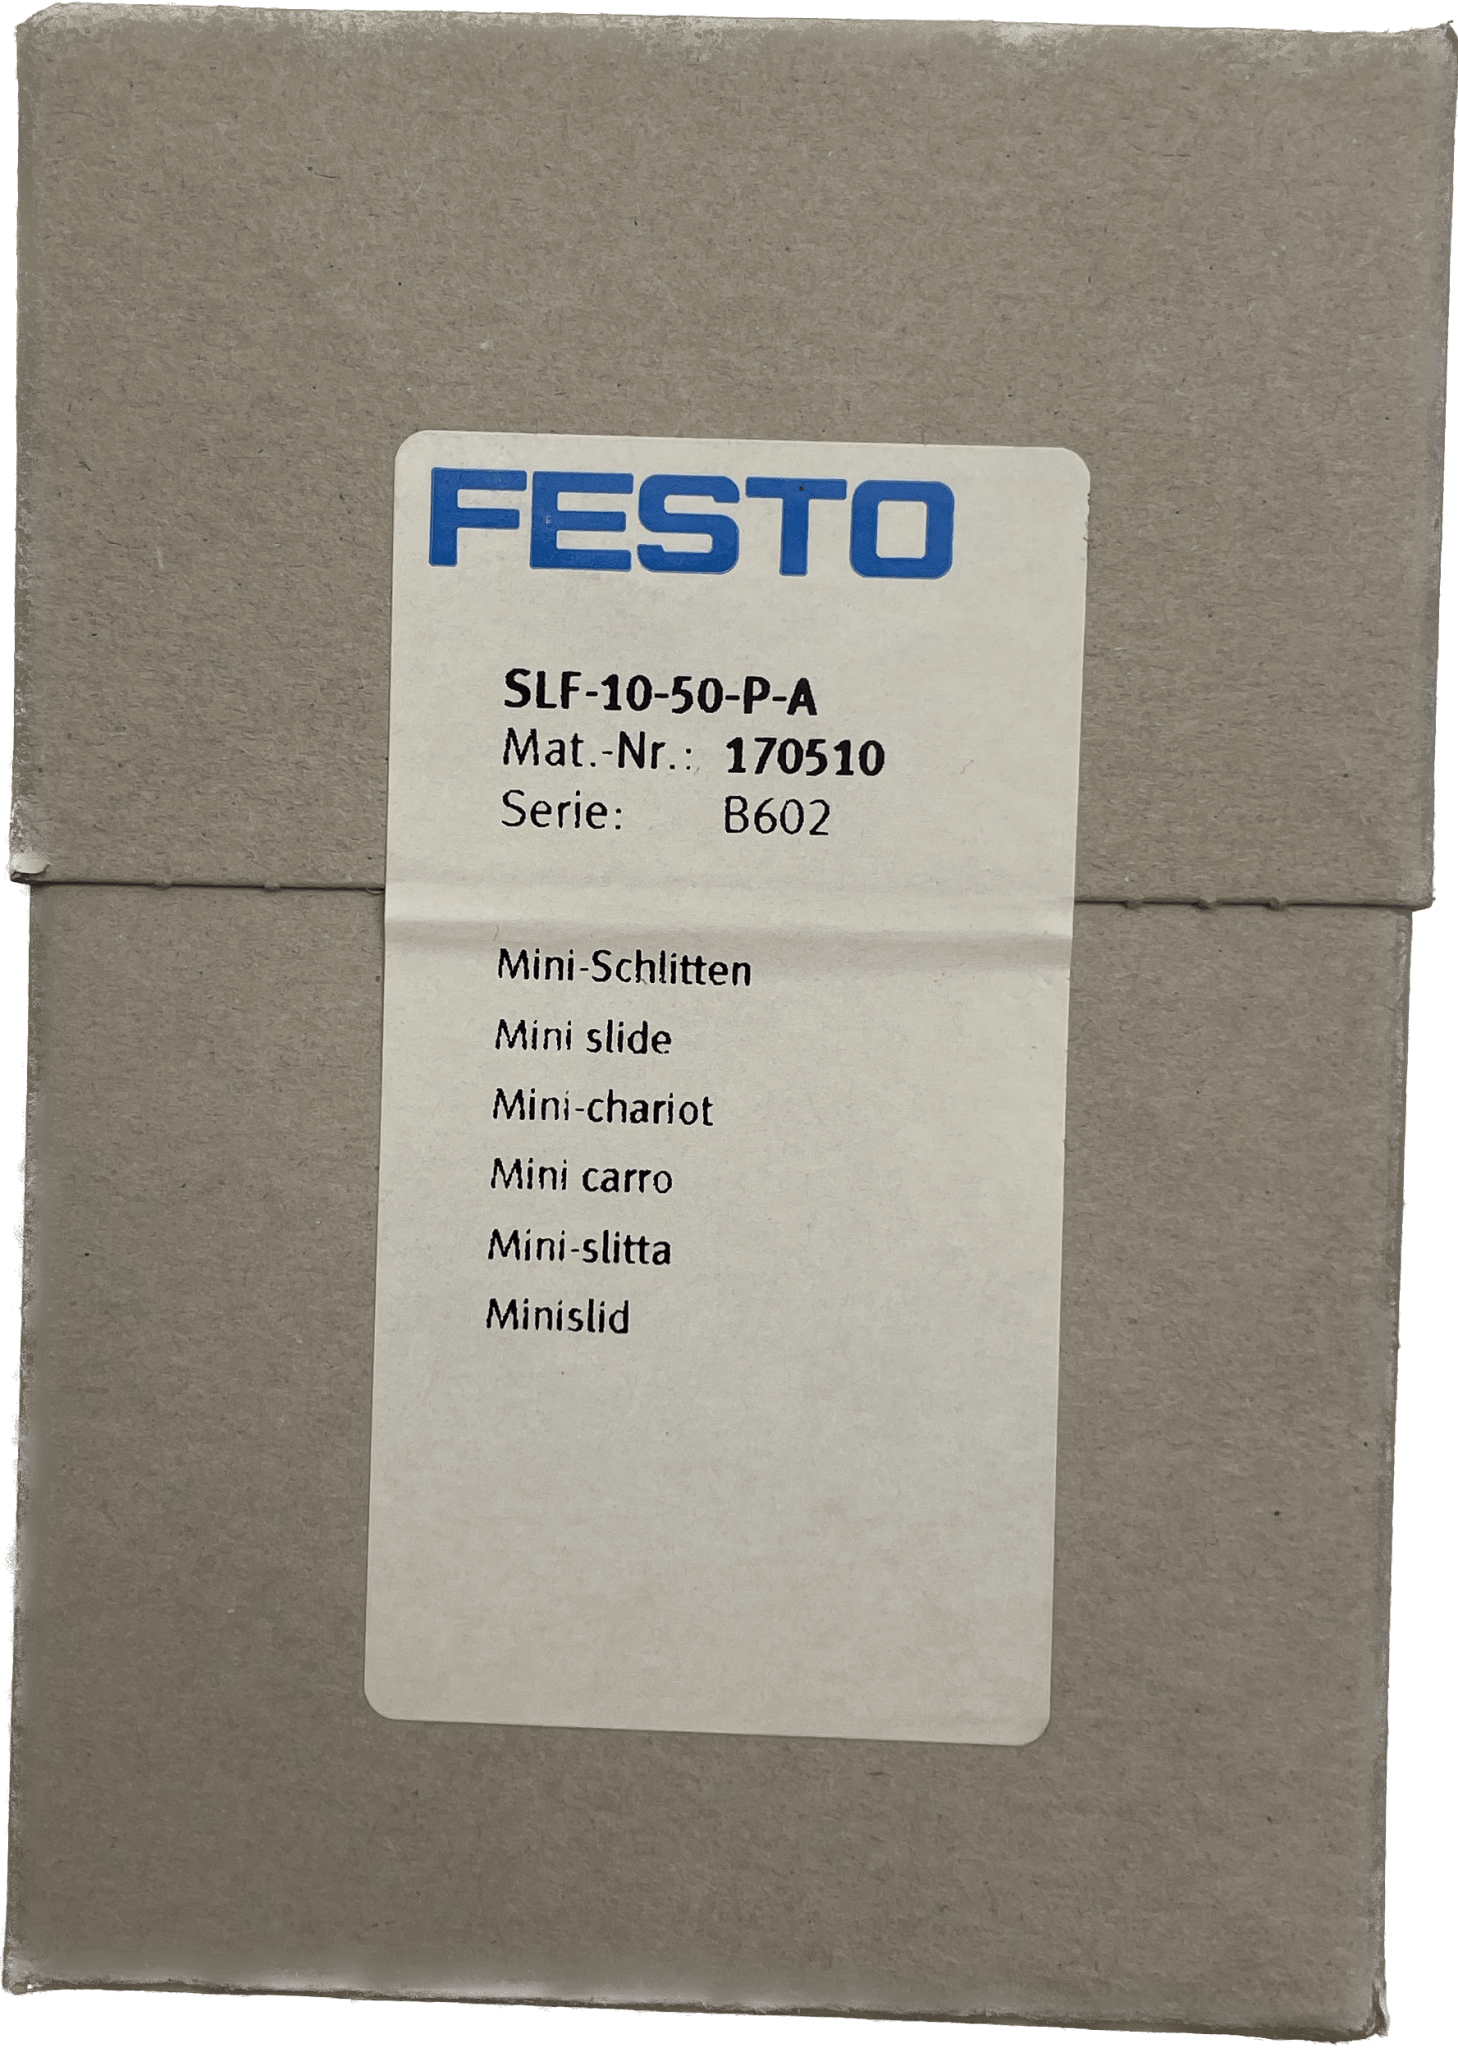 FESTO
SLF-10-50-P-A
Mat.-Nr.: 170510
Serie: B602
Mini-Schlitten
Mini slide
Mini-chariot
Mini carro
Mini-slitta
Minislid